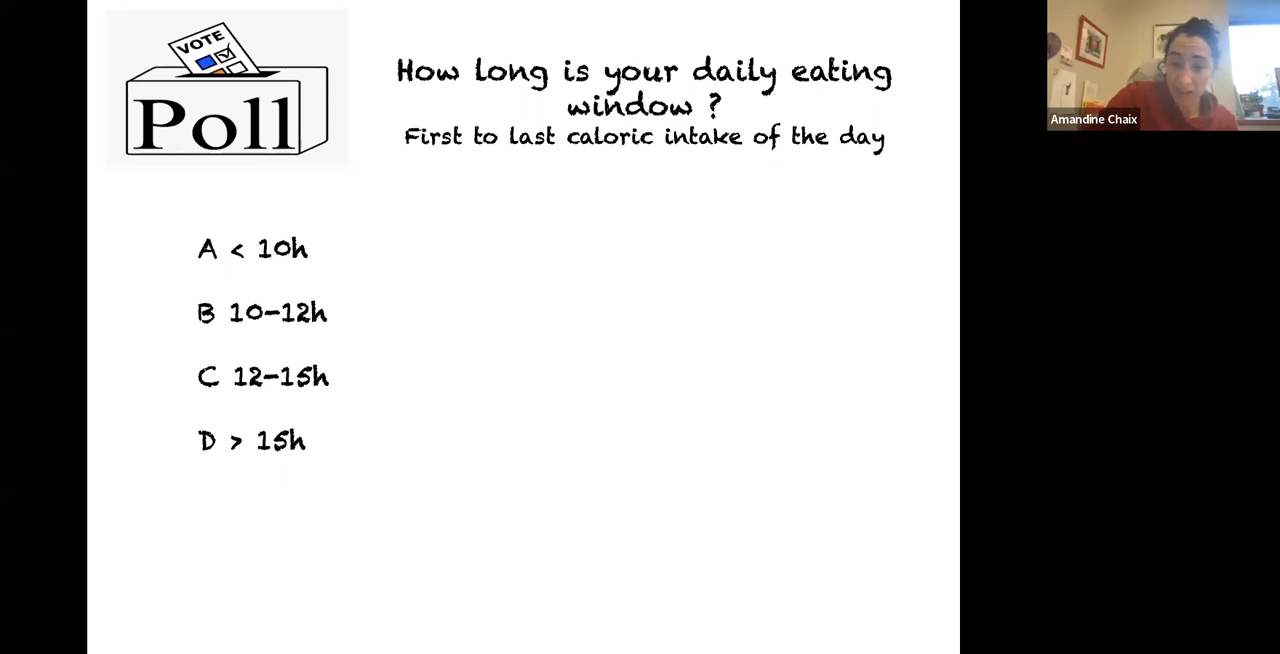 VOTE
Poll
How long is your daily eating
window ?
First to last caloric intake of the day
Amandine Chaix
A < 10h
B 10-12h
C 12-15h
D > 15h